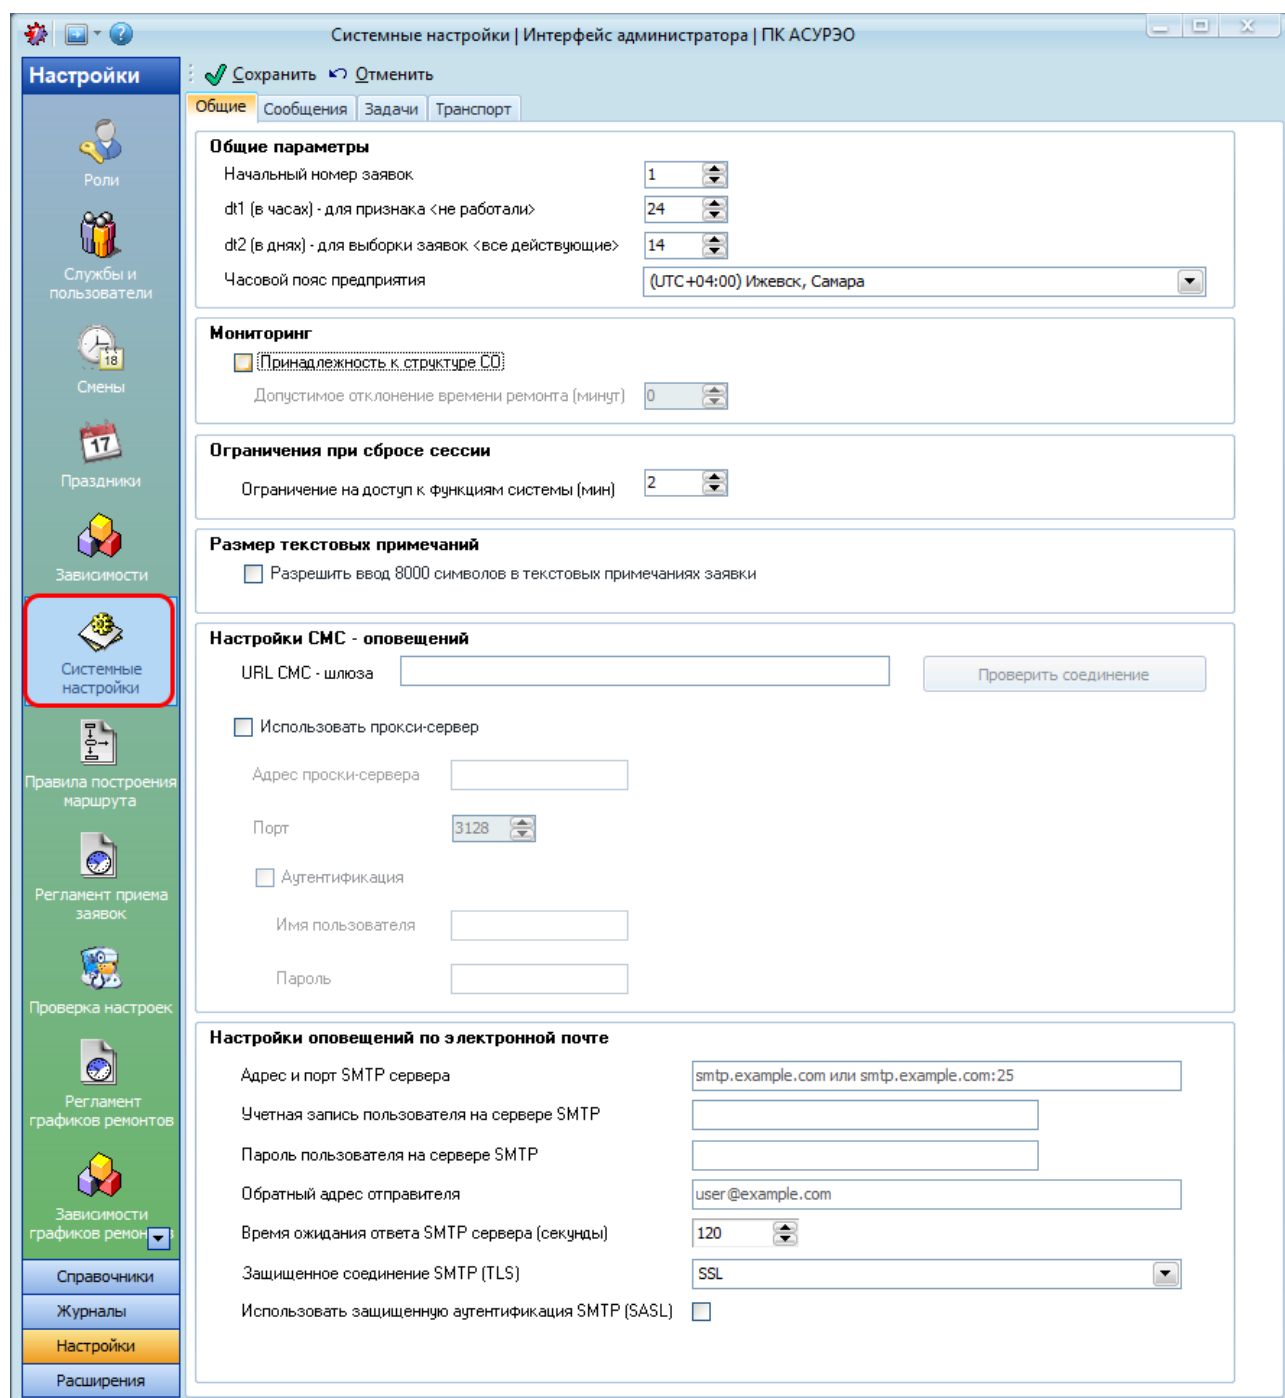 Системные настройки | Интерфейс администратора | ПК АСУРЭО
Настройки
Сохранить
Отменить
Общие
Сообщения
Задачи
Транспорт
Роли
Службы и
пользователи
18
Смены
17
Праздники
Зависимости
Системные
настройки
Правила построения
маршрута
Регламент приема
заявок
Проверка настроек
Регламент
графиков ремонтов
Зависимости
графиков ремон в
Справочники
Журналы
Настройки
Расширения
Общие параметры
Начальный номер заявок
1
dt1 (в часах) - для признака <не работали>
24
dt2 (в днях) - для выборки заявок <все действующие>
14
Часовой пояс предприятия
(UTC+04:00) Ижевск, Самара
Мониторинг
Принадлежность к структуре СО
Допустимое отклонение времени ремонта (минут)
0
Ограничения при сбросе сессии
Ограничение на доступ к функциям системы (мин)
2
Размер текстовых примечаний
Разрешить ввод 8000 символов в текстовых примечаниях заявки
Настройки СМС - оповещений
URL СМС - шлюза
Проверить соединение
Использовать прокси-сервер
Адрес проски-сервера
Порт
3128
Аутентификация
Имя пользователя
Пароль
Настройки оповещений по электронной почте
Адрес и порт SMTP сервера
smtp.example.com или smtp.example.com:25
Учетная запись пользователя на сервере SMTP
Пароль пользователя на сервере SMTP
Обратный адрес отправителя
user@example.com
Время ожидания ответа SMTP сервера (секунды)
120
Защищенное соединение SMTP (TLS)
SSL
Использовать защищенную аутентификация SMTP (SASL)